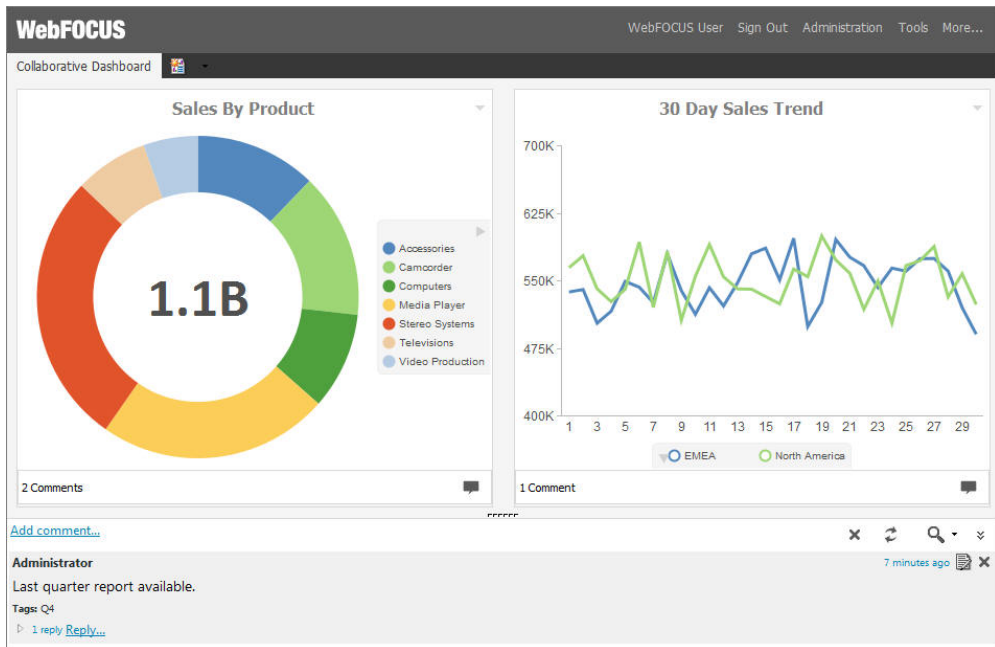 WebFOCUS
WebFOCUS User Sign Out Administration Tools More...
Collaborative Dashboard
Sales By Product
1.1B
Accessories
Camcorder
Computers
Media Player
Stereo Systems
Televisions
Video Production
2 Comments
30 Day Sales Trend
700K
625K
550K
475K
400K
1 3 5 7 9 11 13 15 17 19 21 23 25 27 29
EMEA North America
1 Comment
Add comment...
Administrator 7 minutes ago
Last quarter report available.
Tags: Q4
1 reply Reply...